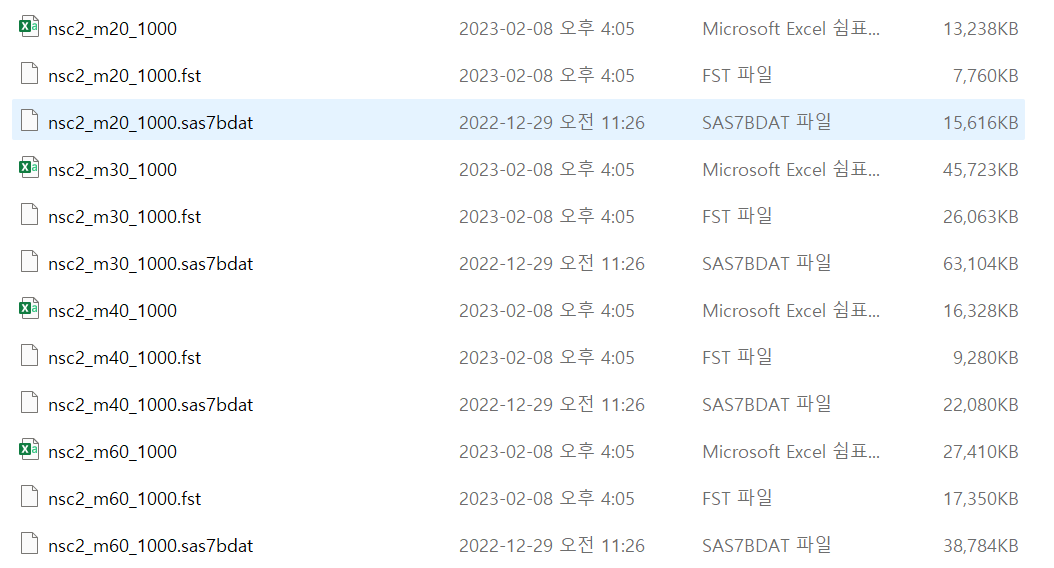 nsc2_m20_1000 2023-02-08 오후 4:05 Microsoft Excel 쉼표... 13,238KB
nsc2_m20_1000.fst 2023-02-08 오후 4:05 FST 파일 7,760KB
nsc2_m20_1000.sas7bdat 2022-12-29 오전 11:26 SAS7BDAT 파일 15,616KB
nsc2_m30_1000 2023-02-08 오후 4:05 Microsoft Excel 쉼표... 45,723KB
nsc2_m30_1000.fst 2023-02-08 오후 4:05 FST 파일 26,063KB
nsc2_m30_1000.sas7bdat 2022-12-29 오전 11:26 SAS7BDAT 파일 63,104KB
nsc2_m40_1000 2023-02-08 오후 4:05 Microsoft Excel 쉼표... 16,328KB
nsc2_m40_1000.fst 2023-02-08 오후 4:05 FST 파일 9,280KB
nsc2_m40_1000.sas7bdat 2022-12-29 오전 11:26 SAS7BDAT 파일 22,080KB
nsc2_m60_1000 2023-02-08 오후 4:05 Microsoft Excel 쉼표... 27,410KB
nsc2_m60_1000.fst 2023-02-08 오후 4:05 FST 파일 17,350KB
nsc2_m60_1000.sas7bdat 2022-12-29 오전 11:26 SAS7BDAT 파일 38,784KB